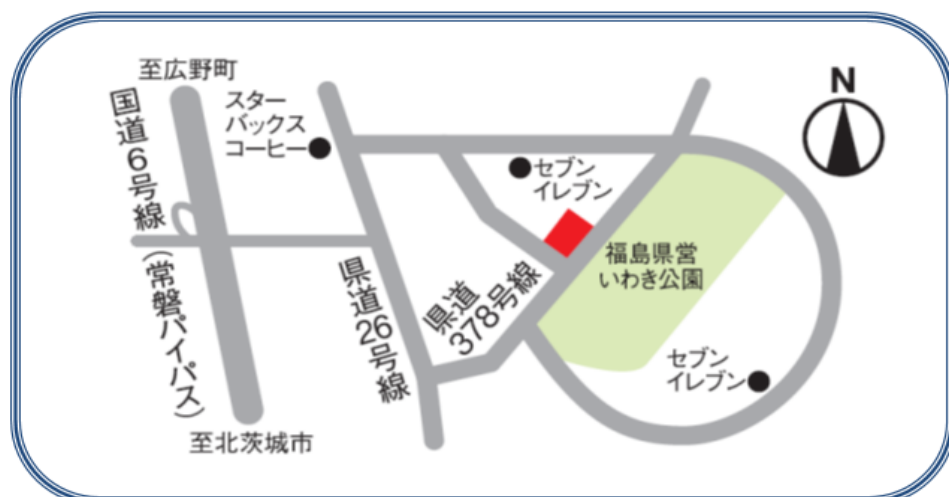 至広野町
国道6号線(常磐バイパス)
至北茨城市
スター
バックス
コーヒー
県道26号線
セブン
イレブン
県道
378号線
福島県営
いわき公園
セブン
イレブン
N